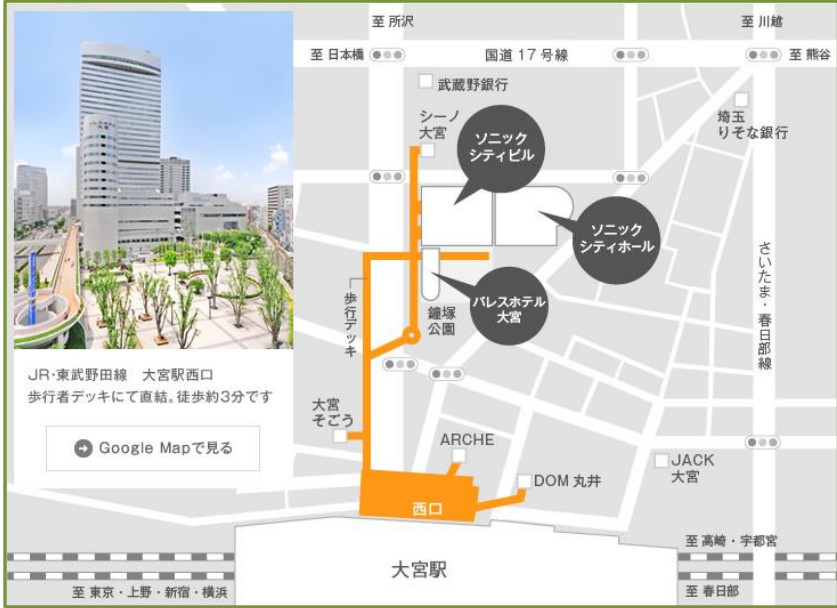 至 所沢
至 川越
至 日本橋
国道 17 号線
至 熊谷
武蔵野銀行
シーノ
大宮
ソニック
シティビル
埼玉
りそな銀行
ソニック
シティホール
さいたま・春日部線
パレスホテル
大宮
歩行デッキ
鐘塚
公園
JR・東武野田線 大宮駅西口
歩行者デッキにて直結。徒歩約3分です
Google Mapで見る
大宮
そごう
ARCHE
JACK
大宮
DOM 丸井
西口
至 高崎・宇都宮
大宮駅
至 東京・上野・新宿・横浜
至 春日部